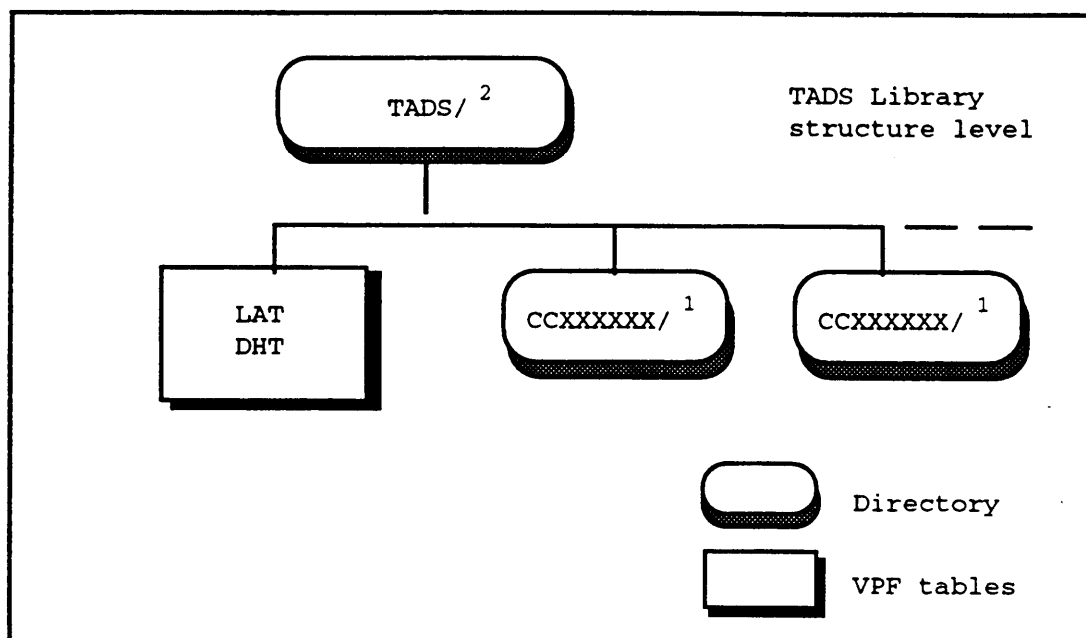 TADS/ 2
TADS Library
structure level
LAT
DHT
CCXXXXXX/ 1
CCXXXXXX/ 1
Directory
VPF tables